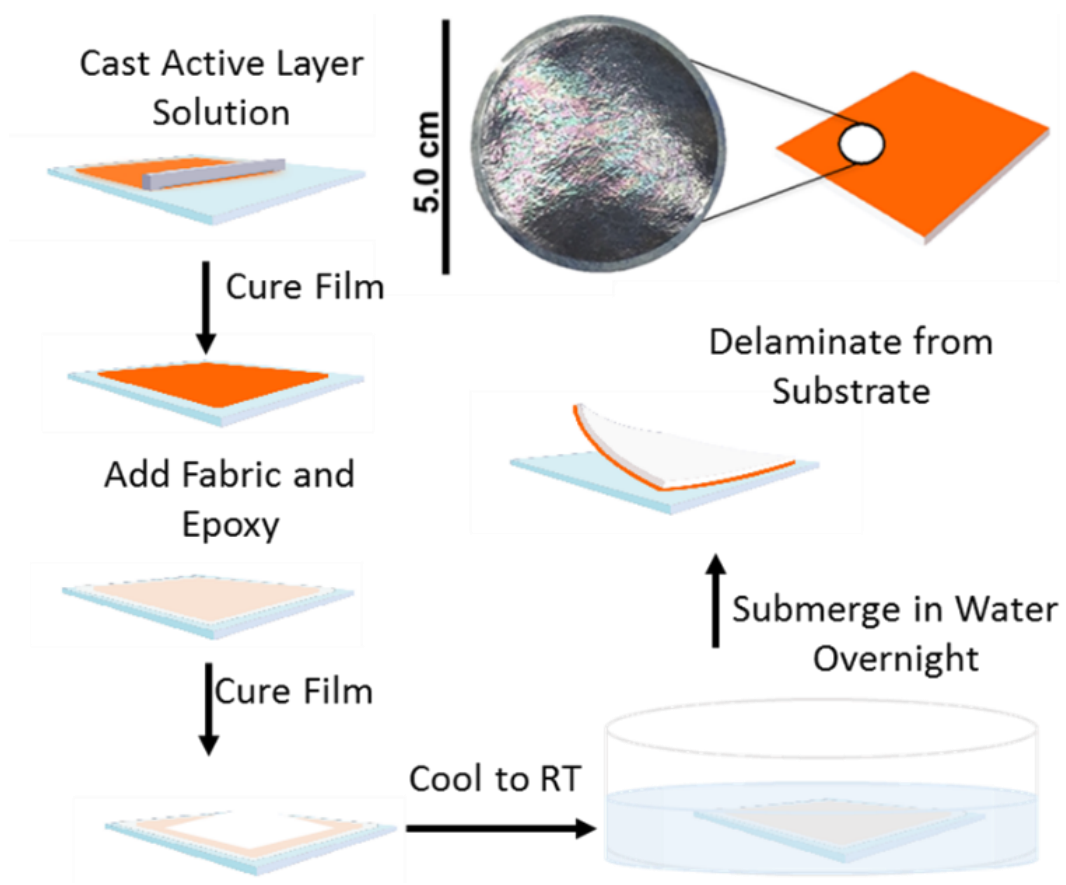 Cast Active Layer
Solution
5.0 cm
Cure Film
Delaminate from
Substrate
Add Fabric and
Epoxy
Submerge in Water
Overnight
Cure Film
Cool to RT